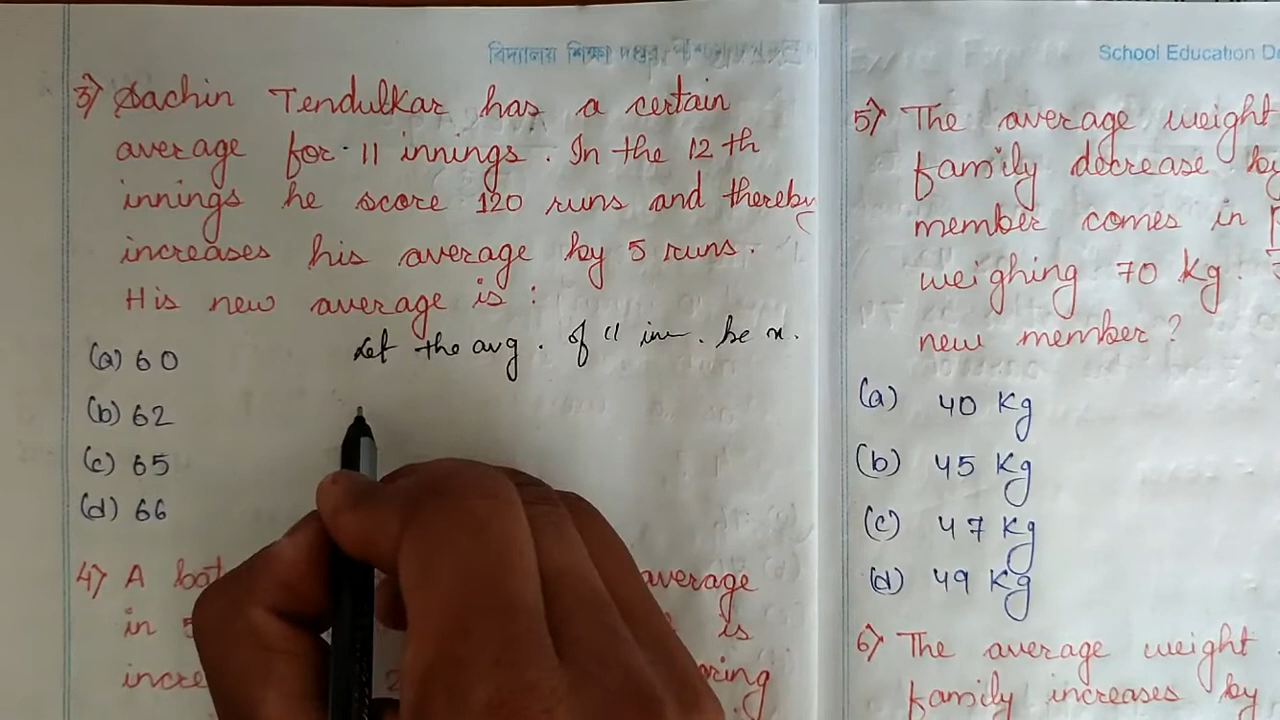 বিদ্যালয় শিক্ষা
3) Sachin Tendulkar has a certain
average for 11 innings. In the 12 th
innings he score 120 runs and thereby
increases his average by 5 runs.
His new average is :
Let the avg. of 11 inn. be x.
(a) 60
(b) 62
(c) 65
(d) 66
4) A average
in is
School Education
5) The average weight
family decrease by
member comes in
weighing 70 kg.
new member?
(a) 40 Kg
(b) 45 Kg
(c) 47 Kg
(d) 49 Kg
6) The average weight
family increases by